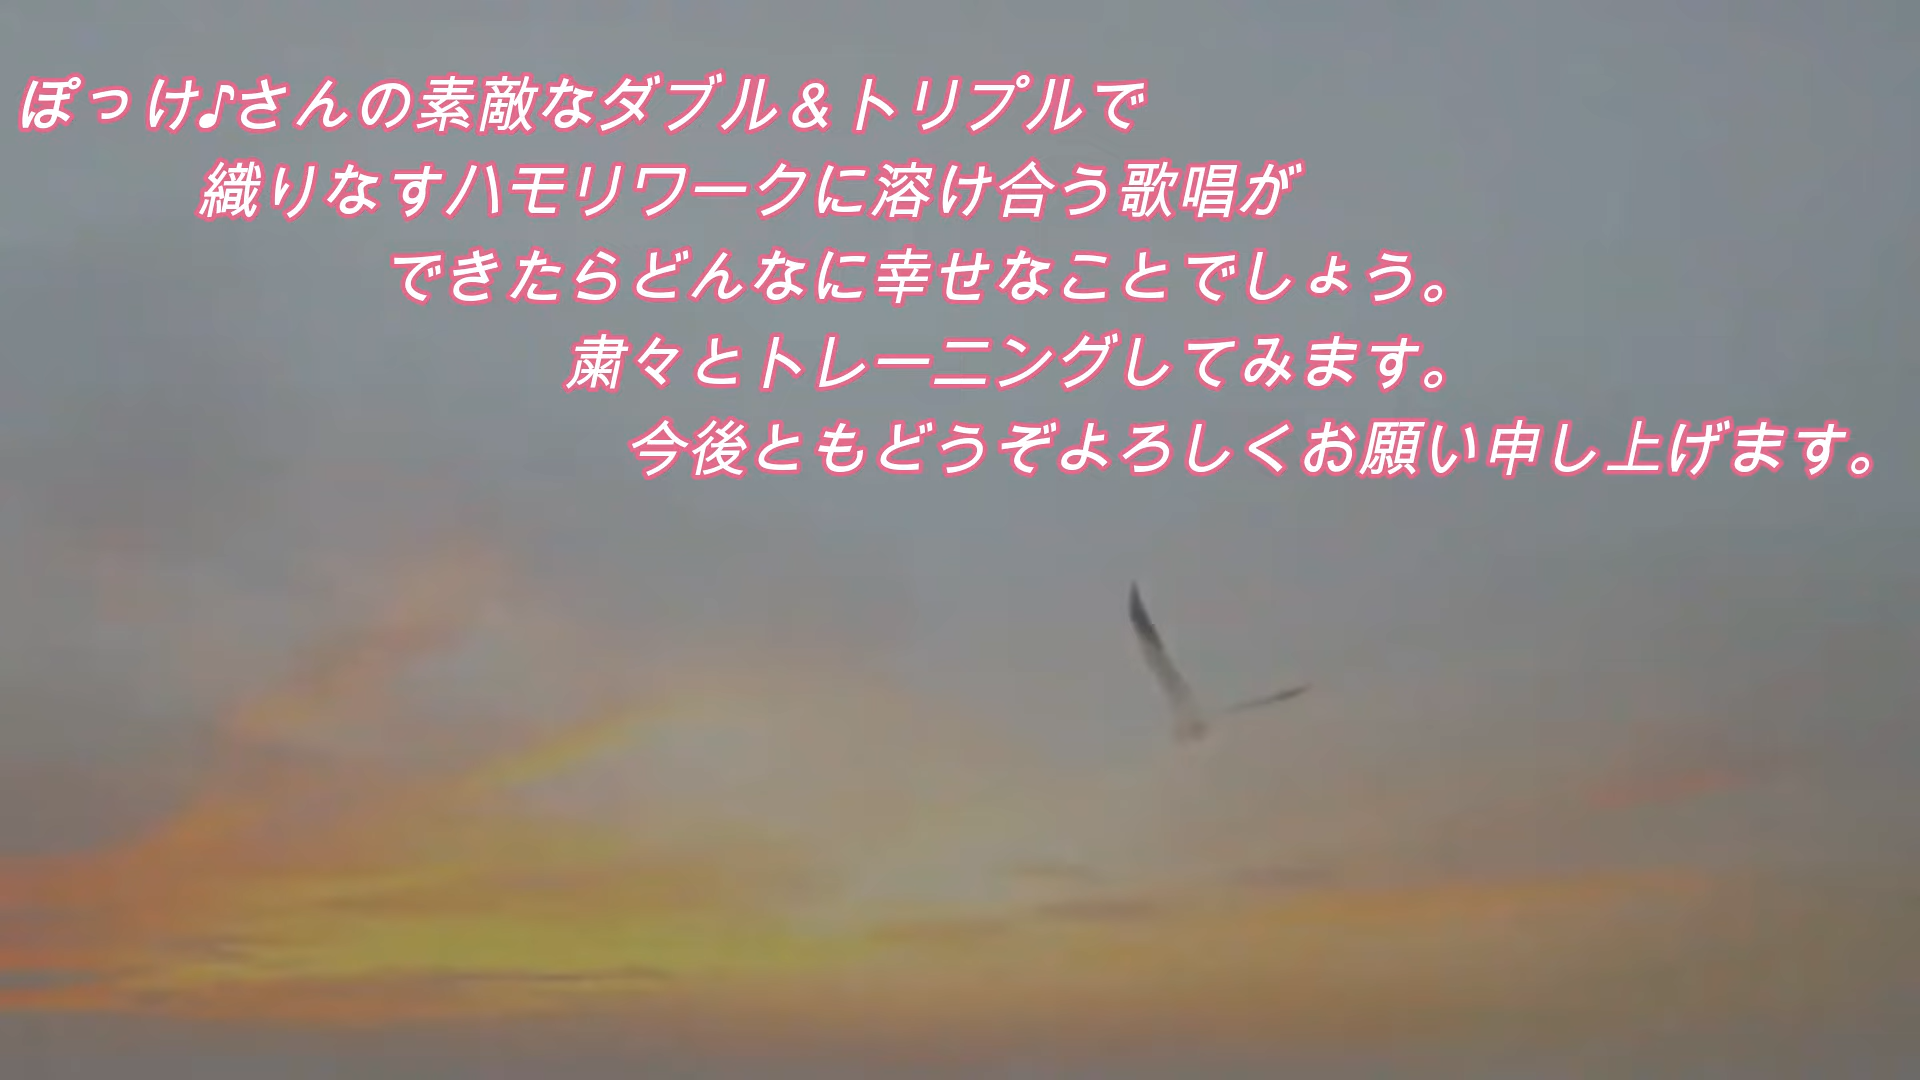 ぽっけ♪さんの素敵なダブル＆トリプルで
織りなすハモリワークに溶け合う歌唱が
できたらどんなに幸せなことでしょう。
粛々とトレーニングしてみます。
今後ともどうぞよろしくお願い申し上げます。